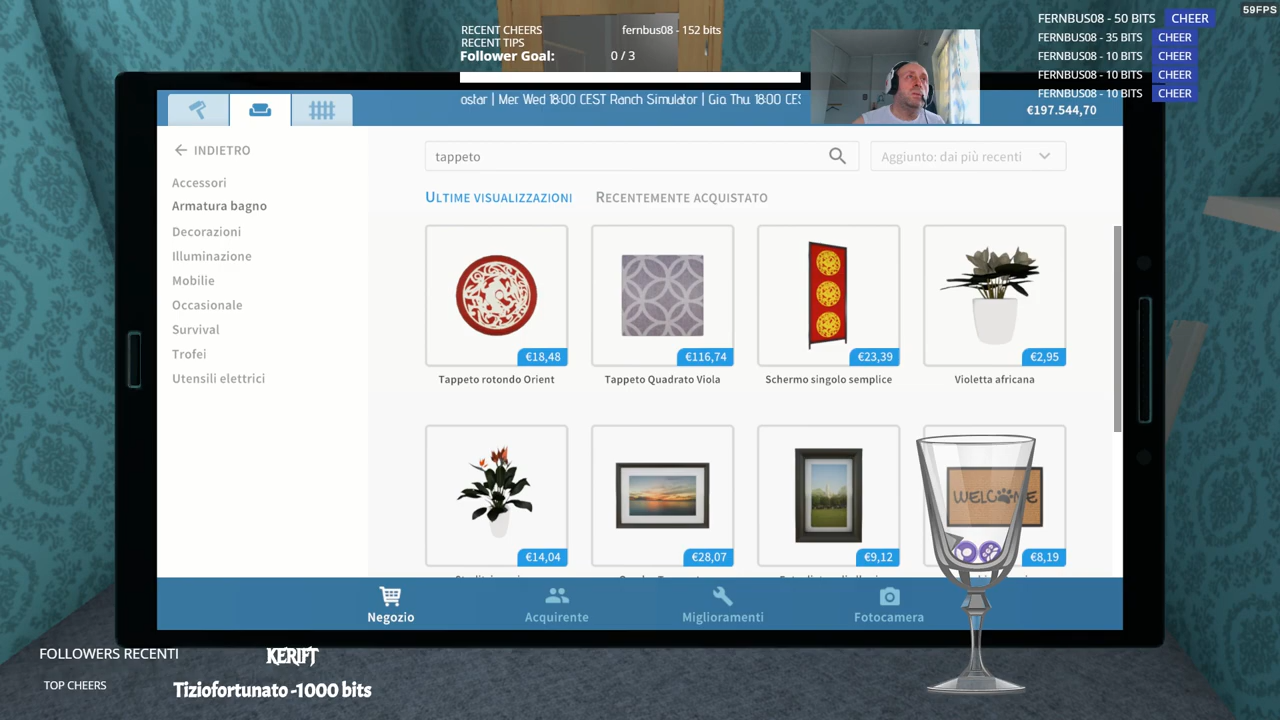 59FPS
RECENT CHEERS fernbus08 - 152 bits
RECENT TIPS
Follower Goal: 0 / 3
ostar | Mer. Wed 18:00 CEST Ranch Simulator | Gio. Thu. 18:00 CES
FERNBUS08 - 50 BITS CHEER
FERNBUS08 - 35 BITS CHEER
FERNBUS08 - 10 BITS CHEER
FERNBUS08 - 10 BITS CHEER
FERNBUS08 - 10 BITS CHEER
€197.544,70
INDIETRO
Accessori
Armatura bagno
Decorazioni
Illuminazione
Mobilie
Occasionale
Survival
Trofei
Utensili elettrici
tappeto
Aggiunto: dai più recenti
ULTIME VISUALIZZAZIONI RECENTEMENTE ACQUISTATO
€18,48 €116,74 €23,39 €2,95
Tappeto rotondo Orient Tappeto Quadrato Viola Schermo singolo semplice Violetta africana
WELCOME
€14,04 €28,07 €9,12 €8,19
Negozio Acquirente Miglioramenti Fotocamera
FOLLOWERS RECENTI KERIFT
TOP CHEERS Tiziofortunato -1000 bits